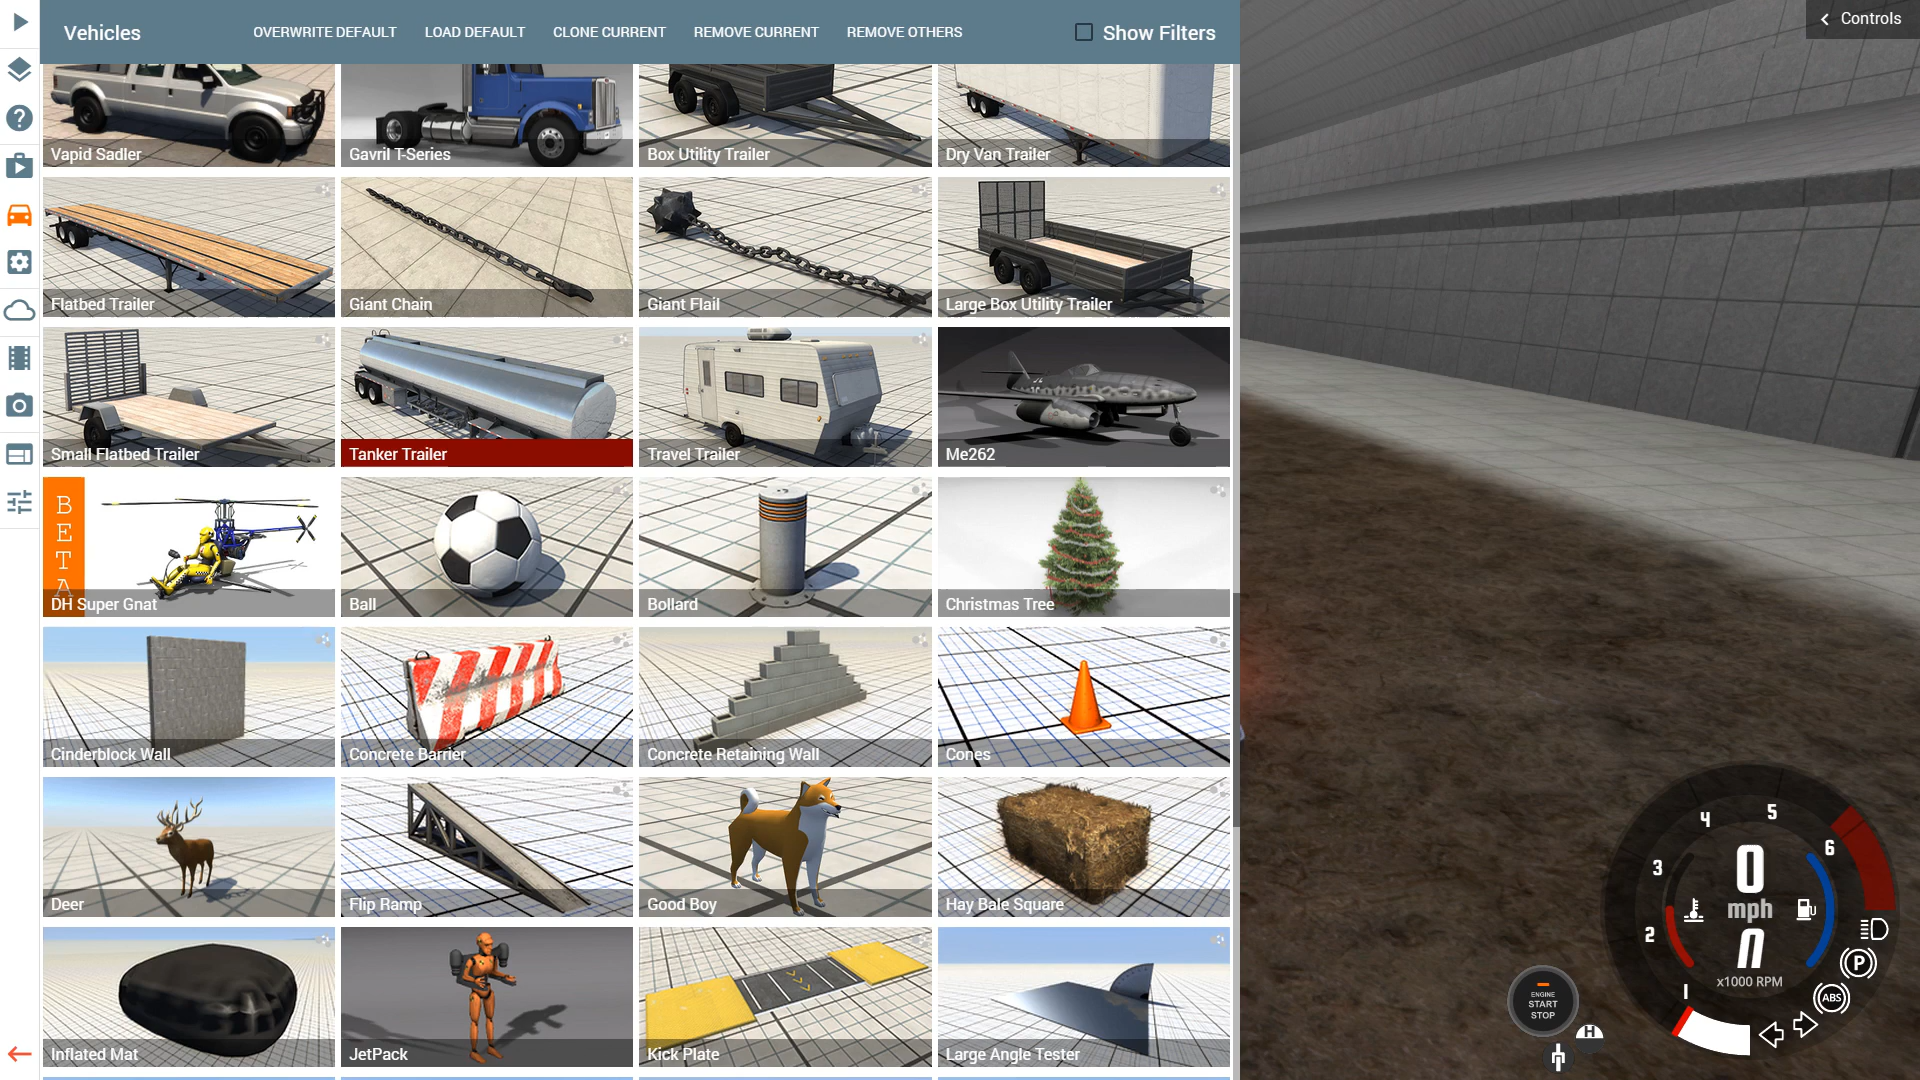 Vehicles
OVERWRITE DEFAULT
LOAD DEFAULT
CLONE CURRENT
REMOVE CURRENT
REMOVE OTHERS
Show Filters
Controls
Vapid Sadler
Gavril T-Series
Box Utility Trailer
Dry Van Trailer
Flatbed Trailer
Giant Chain
Giant Flail
Large Box Utility Trailer
Small Flatbed Trailer
Tanker Trailer
Travel Trailer
Me262
BETA
DH Super Gnat
Ball
Bollard
Christmas Tree
Cinderblock Wall
Concrete Barrier
Concrete Retaining Wall
Cones
Deer
Flip Ramp
Good Boy
Hay Bale Square
Inflated Mat
JetPack
Kick Plate
Large Angle Tester
1
2
3
4
5
6
0
mph
n
x1000 RPM
P
ABS
ENGINE
START
STOP
H